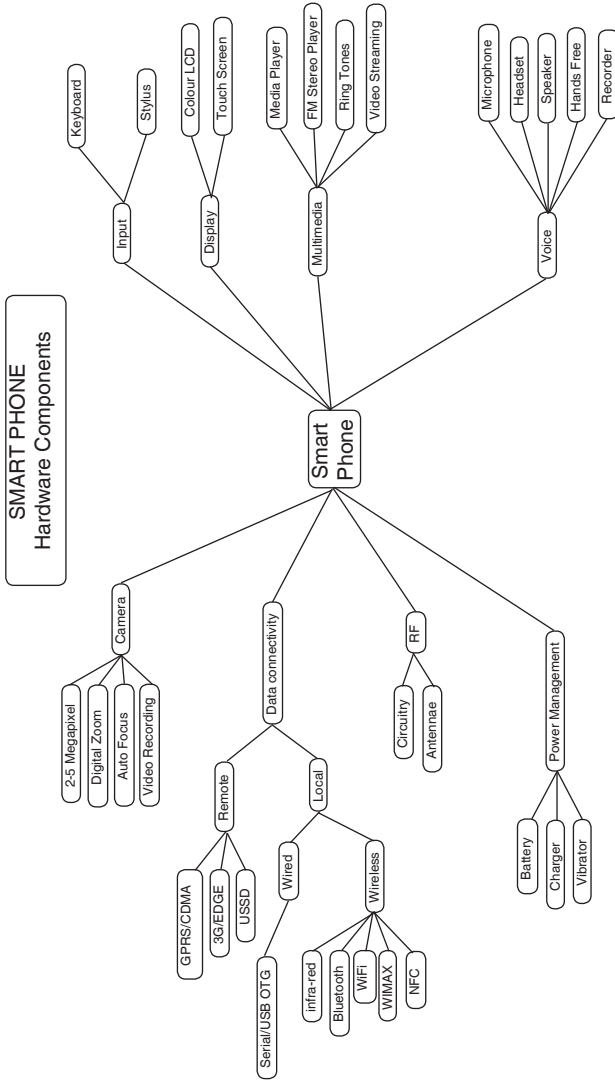 SMART PHONE
Hardware Components
Smart
Phone
Camera
2-5 Megapixel
Digital Zoom
Auto Focus
Video Recording
Data connectivity
Remote
GPRS/CDMA
3G/EDGE
USSD
Local
Wired
Serial/USB OTG
Wireless
infra-red
Bluetooth
WiFi
WIMAX
NFC
RF
Circuitry
Antennae
Power Management
Battery
Charger
Vibrator
Input
Keyboard
Stylus
Display
Colour LCD
Touch Screen
Multimedia
Media Player
FM Stereo Player
Ring Tones
Video Streaming
Voice
Microphone
Headset
Speaker
Hands Free
Recorder